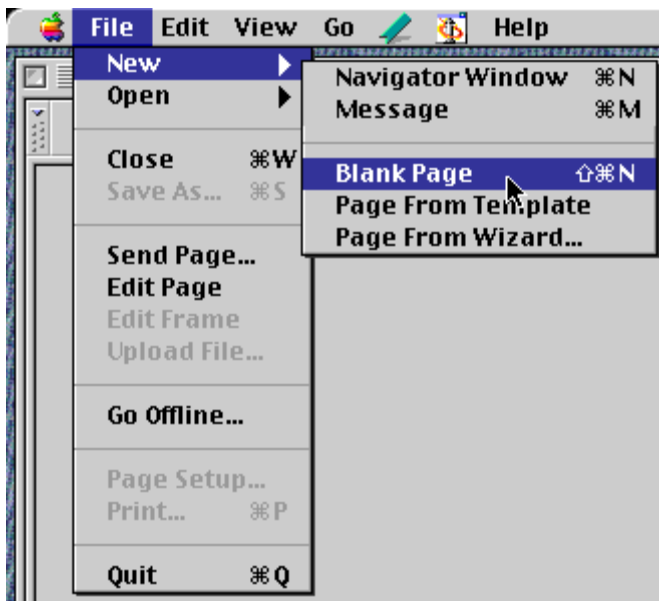 File Edit View Go Help
New
Open
Close ⌘W
Save As... ⌘S
Send Page...
Edit Page
Edit Frame
Upload File...
Go Offline...
Page Setup...
Print... ⌘P
Quit ⌘Q
Navigator Window ⌘N
Message ⌘M
Blank Page ⇧⌘N
Page From Template
Page From Wizard...